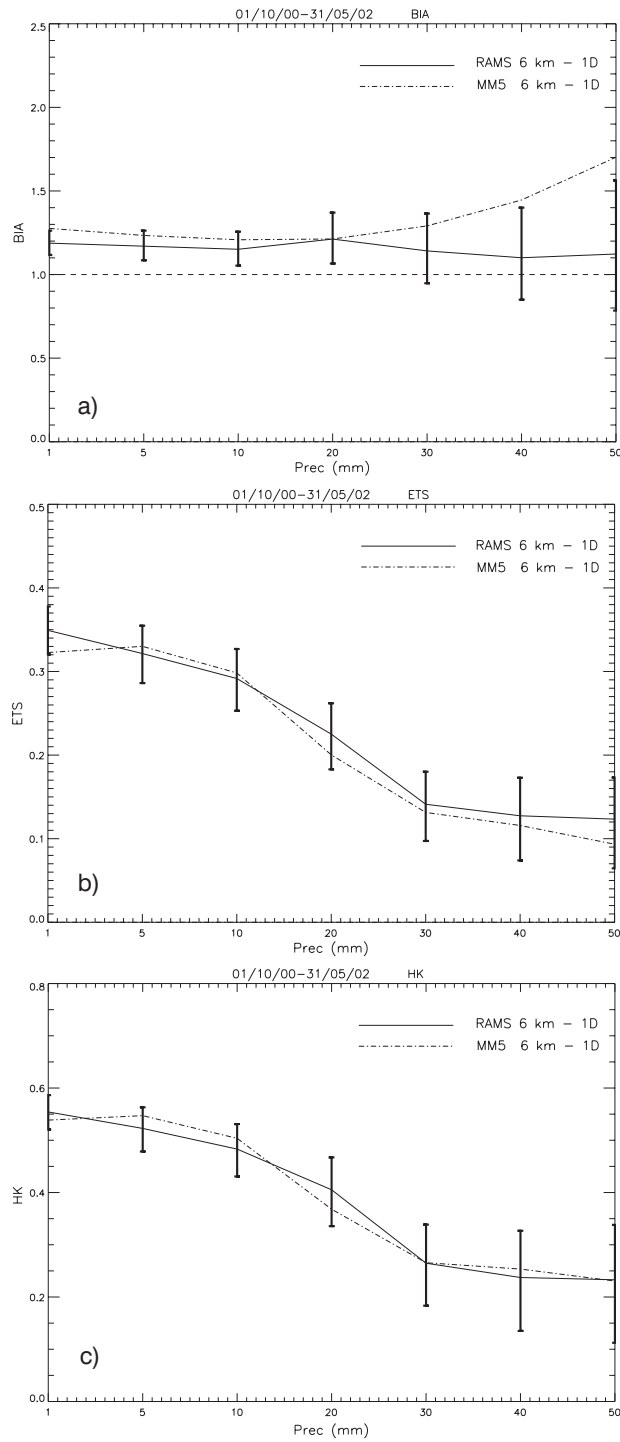 01/10/00−31/05/02 BIA
RAMS 6 km − 1D
MM5 6 km − 1D
2.5
2.0
1.5
1.0
0.5
0.0
BIA
a)
1 5 10 20 30 40 50
Prec (mm)
01/10/00−31/05/02 ETS
RAMS 6 km − 1D
MM5 6 km − 1D
0.5
0.4
0.3
0.2
0.1
0.0
ETS
b)
1 5 10 20 30 40 50
Prec (mm)
01/10/00−31/05/02 HK
RAMS 6 km − 1D
MM5 6 km − 1D
0.8
0.6
0.4
0.2
0.0
HK
c)
1 5 10 20 30 40 50
Prec (mm)